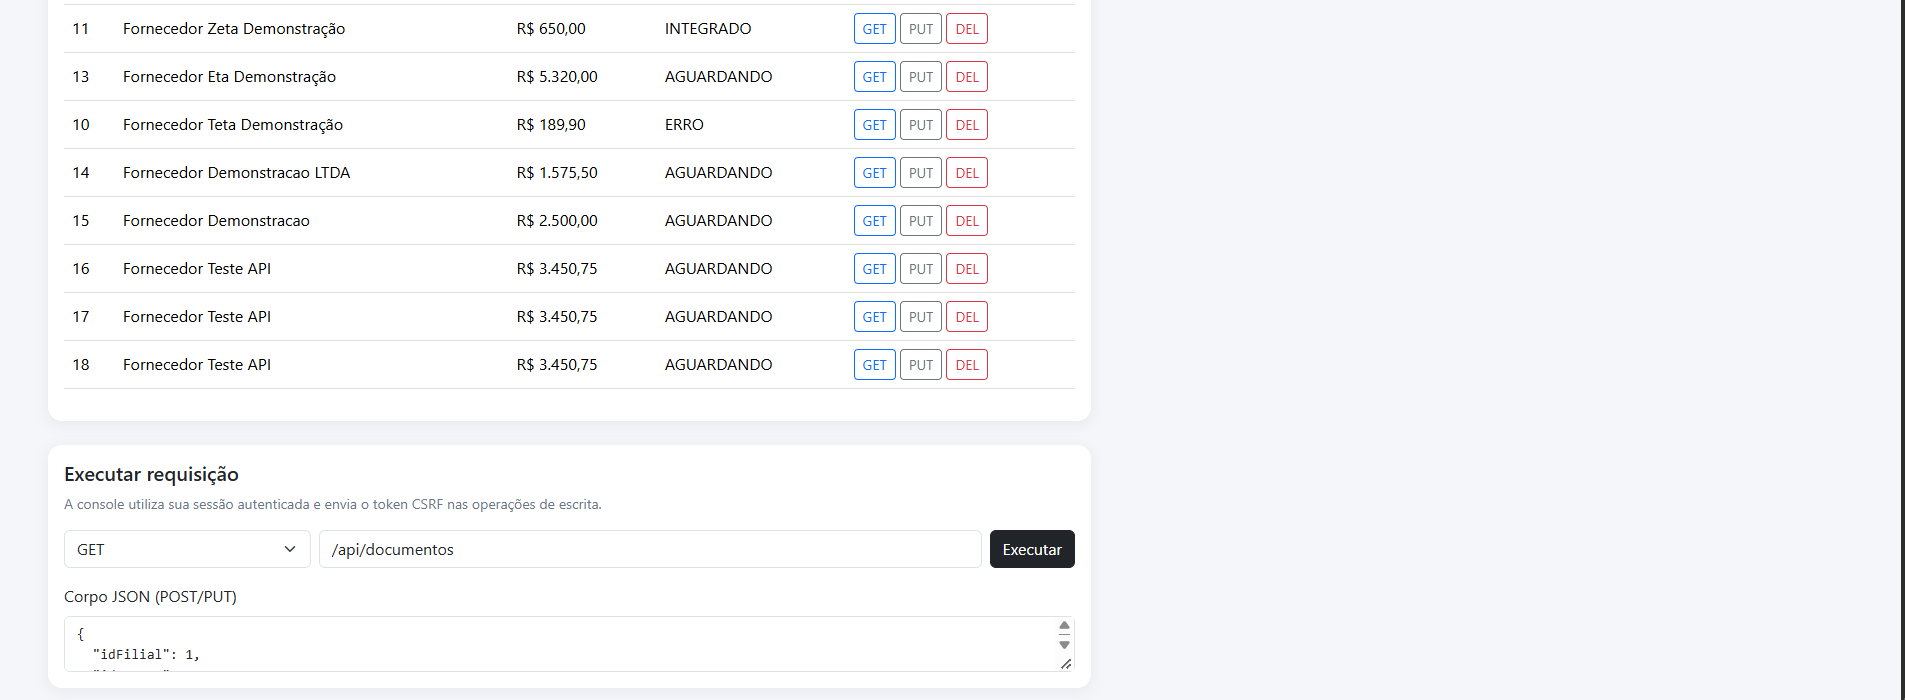 11 Fornecedor Zeta Demonstração R$ 650,00 INTEGRADO GET PUT DEL
13 Fornecedor Eta Demonstração R$ 5.320,00 AGUARDANDO GET PUT DEL
10 Fornecedor Teta Demonstração R$ 189,90 ERRO GET PUT DEL
14 Fornecedor Demonstracao LTDA R$ 1.575,50 AGUARDANDO GET PUT DEL
15 Fornecedor Demonstracao R$ 2.500,00 AGUARDANDO GET PUT DEL
16 Fornecedor Teste API R$ 3.450,75 AGUARDANDO GET PUT DEL
17 Fornecedor Teste API R$ 3.450,75 AGUARDANDO GET PUT DEL
18 Fornecedor Teste API R$ 3.450,75 AGUARDANDO GET PUT DEL
Executar requisição
A console utiliza sua sessão autenticada e envia o token CSRF nas operações de escrita.
GET /api/documentos Executar
Corpo JSON (POST/PUT)
{
"idFilial": 1,